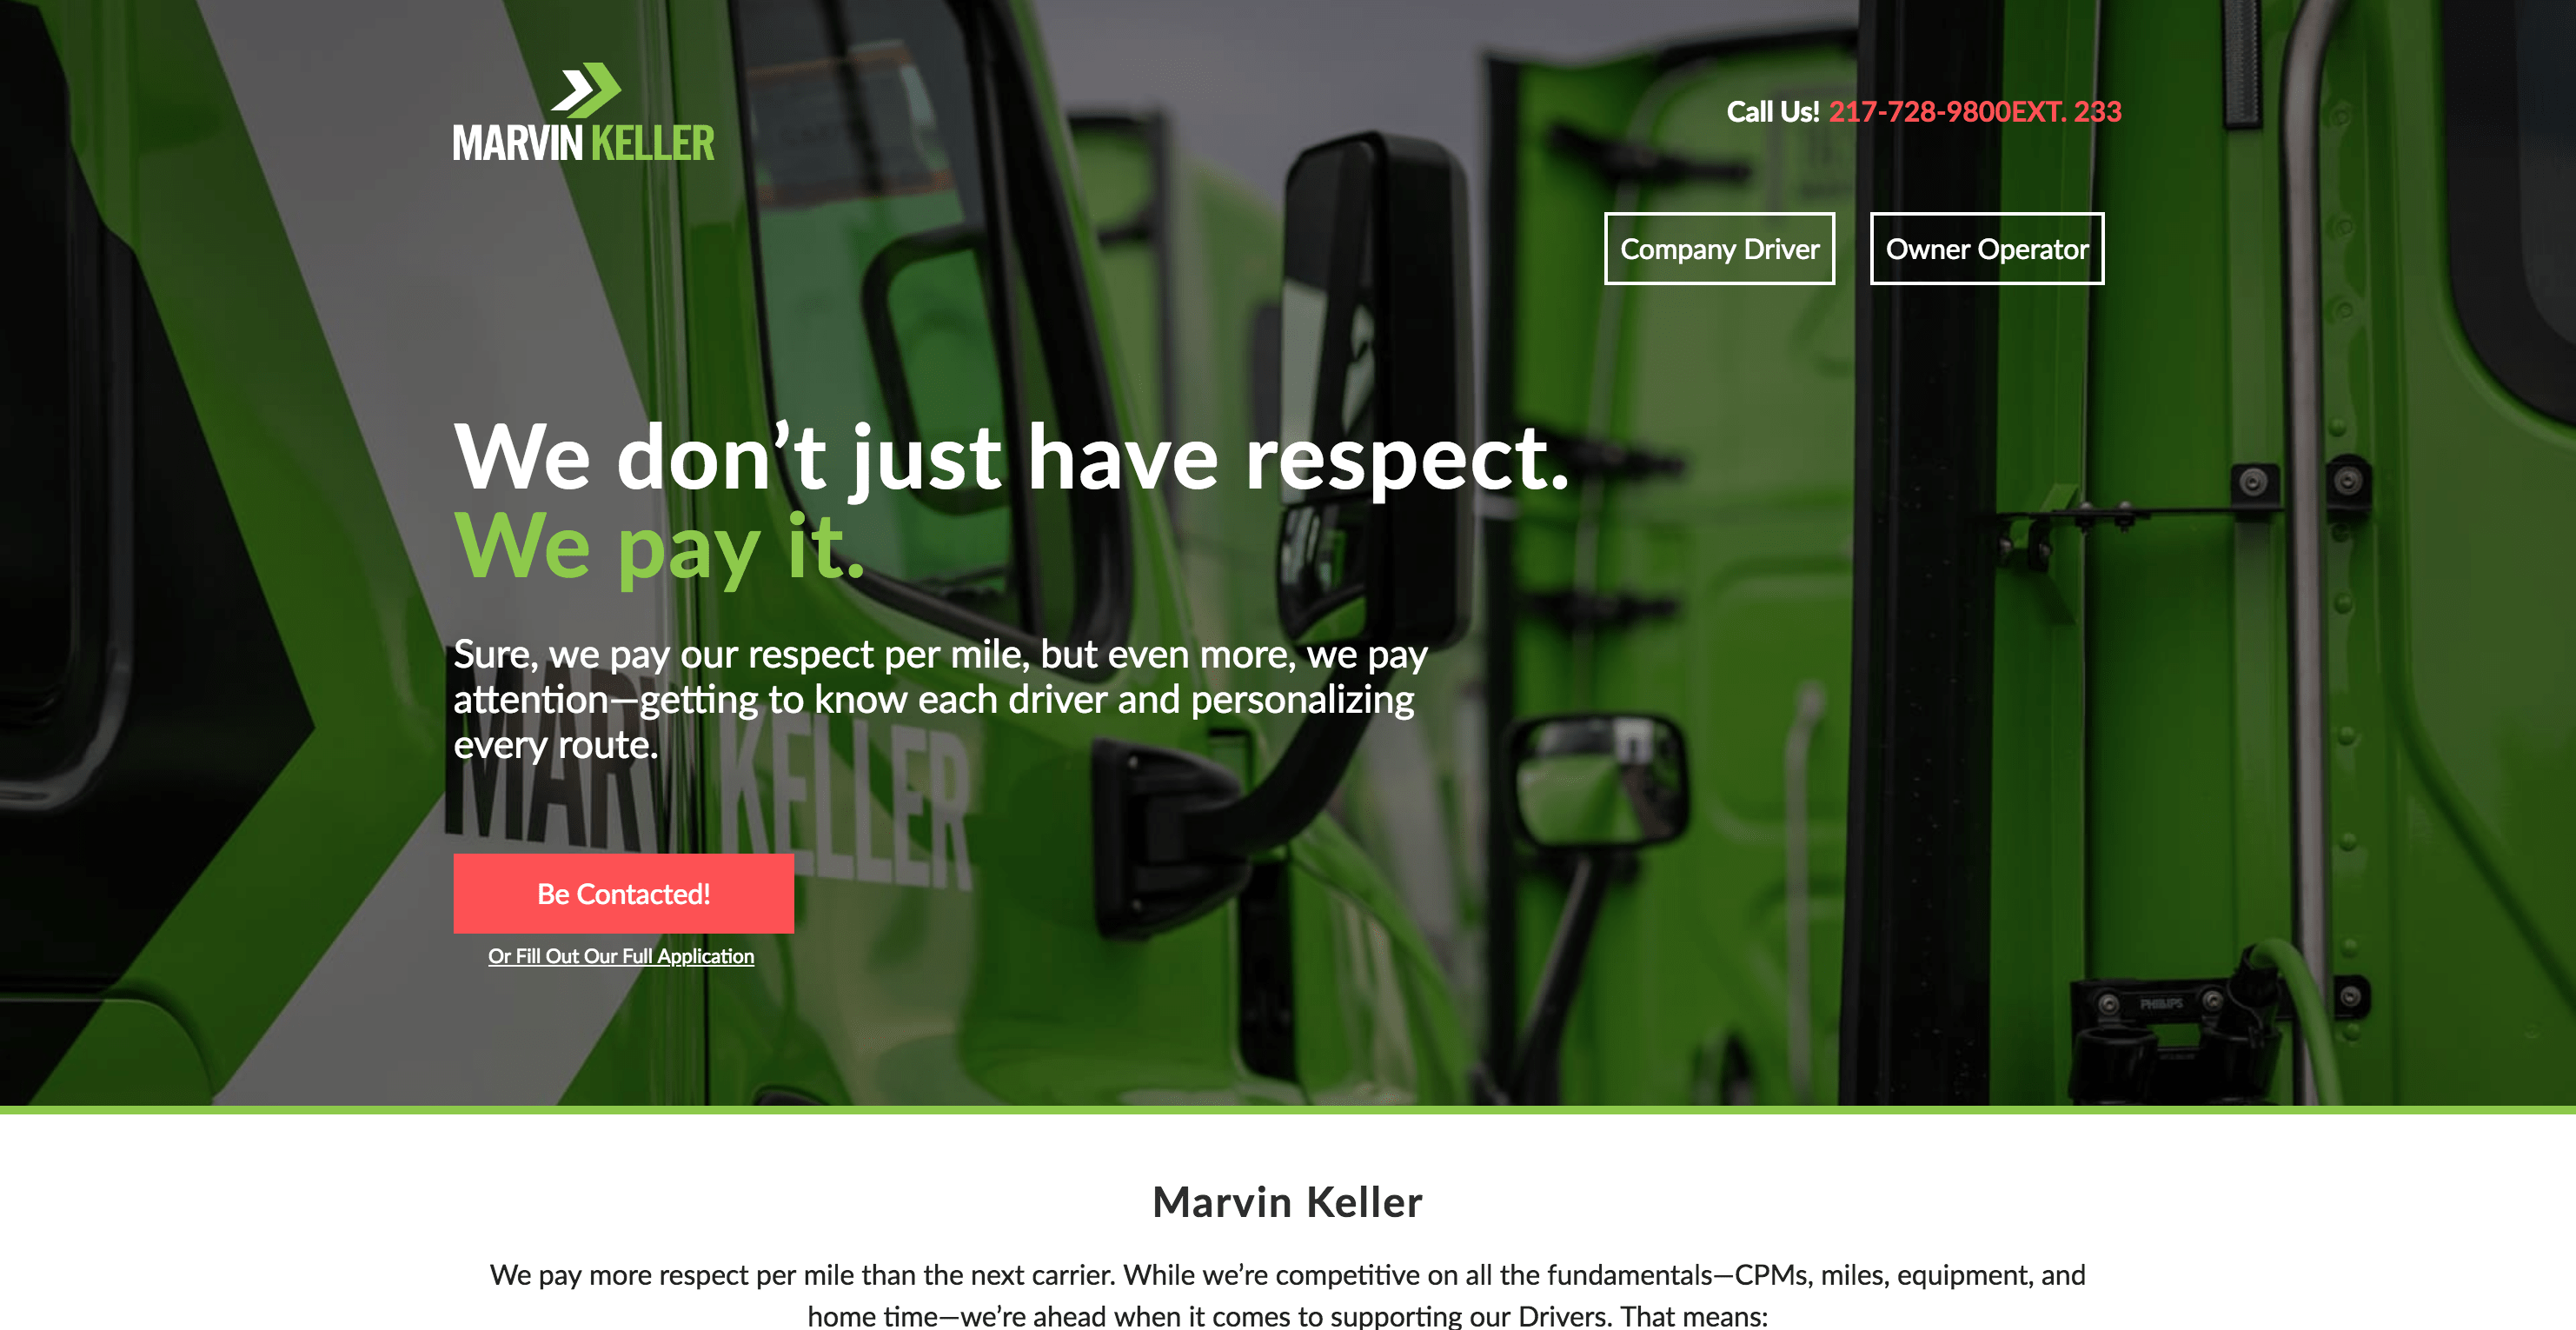 MARVIN KELLER
Call Us! 217-728-9800EXT. 233
Company Driver
Owner Operator
We don’t just have respect.
We pay it.
Sure, we pay our respect per mile, but even more, we pay
attention—getting to know each driver and personalizing
every route.
KELLER
Be Contacted!
Or Fill Out Our Full Application
PHILLIPS
Marvin Keller
We pay more respect per mile than the next carrier. While we’re competitive on all the fundamentals—CPMs, miles, equipment, and
home time—we’re ahead when it comes to supporting our Drivers. That means: